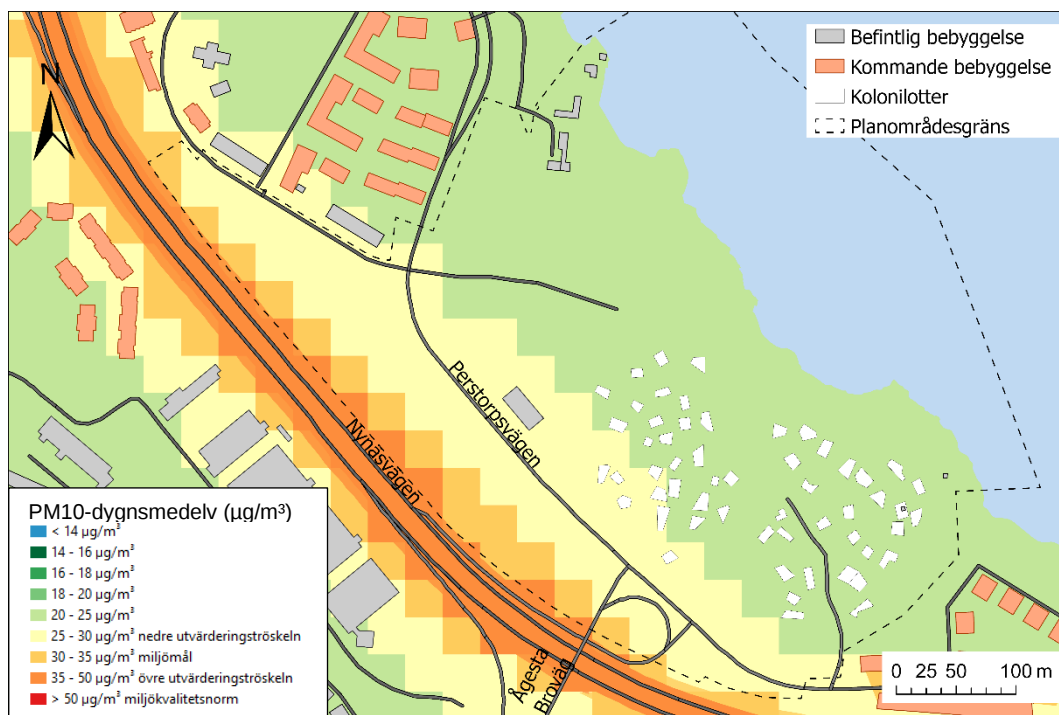 N
Befintlig bebyggelse
Kommande bebyggelse
Kolonilotter
Planområdesgräns
Perstorpsvägen
Nynäsvägen
Ågesta
Broväg
PM10-dygnsmedelv (µg/m³)
< 14 µg/m³
14 - 16 µg/m³
16 - 18 µg/m³
18 - 20 µg/m³
20 - 25 µg/m³
25 - 30 µg/m³ nedre utvärderingströskeln
30 - 35 µg/m³ miljömål
35 - 50 µg/m³ övre utvärderingströskeln
> 50 µg/m³ miljökvalitetsnorm
0 25 50 100 m